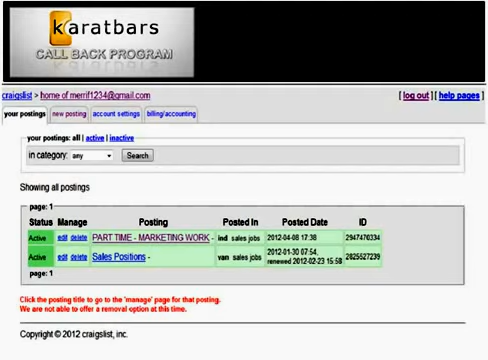 karatbars
CALL BACK PROGRAM
craigslist > home of merrif1234@gmail.com [ log out ] [ help pages ]
your postings new posting account settings billing/accounting
your postings: all | active | inactive
in category: any Search
Showing all postings
page: 1
Status Manage Posting Posted In Posted Date ID
Active edit delete PART TIME - MARKETING WORK - ind sales jobs 2012-04-08 17:38 2947470334
Active edit delete Sales Positions - van sales jobs 2012-01-30 07:54, renewed 2012-02-23 15:58 2825527239
page: 1
Click the posting title to go to the 'manage' page for that posting.
We are not able to offer a removal option at this time.
Copyright © 2012 craigslist, inc.